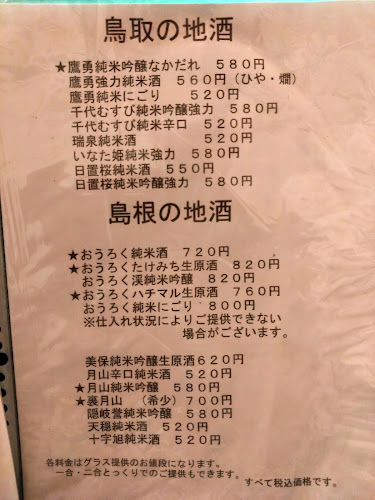 鳥取の地酒
★鷹勇純米吟醸なかだれ 580円
鷹勇強力純米酒 560円(ひや・燗)
鷹勇純米にごり 520円
千代むすび純米吟醸強力 580円
千代むすび純米辛口 520円
瑞泉純米酒 520円
いなた姫純米強力 580円
日置桜純米酒 550円
日置桜純米吟醸強力 580円
島根の地酒
★おうろく純米酒 720円
★おうろくたけみち生原酒 820円
おうろく渓純米吟醸 820円
★おうろくハチマル生原酒 760円
おうろく純米にごり 800円
※仕入れ状況によりご提供できない
場合がございます。
美保純米吟醸生原酒620円
月山辛口純米酒 520円
★月山純米吟醸 580円
★裏月山 (希少)700円
隠岐誉純米吟醸 580円
天穏純米酒 520円
十字旭純米酒 520円
各料金はグラス提供のお値段になります。
一合・二合とっくりでのご提供もできます。
すべて税込価格です。